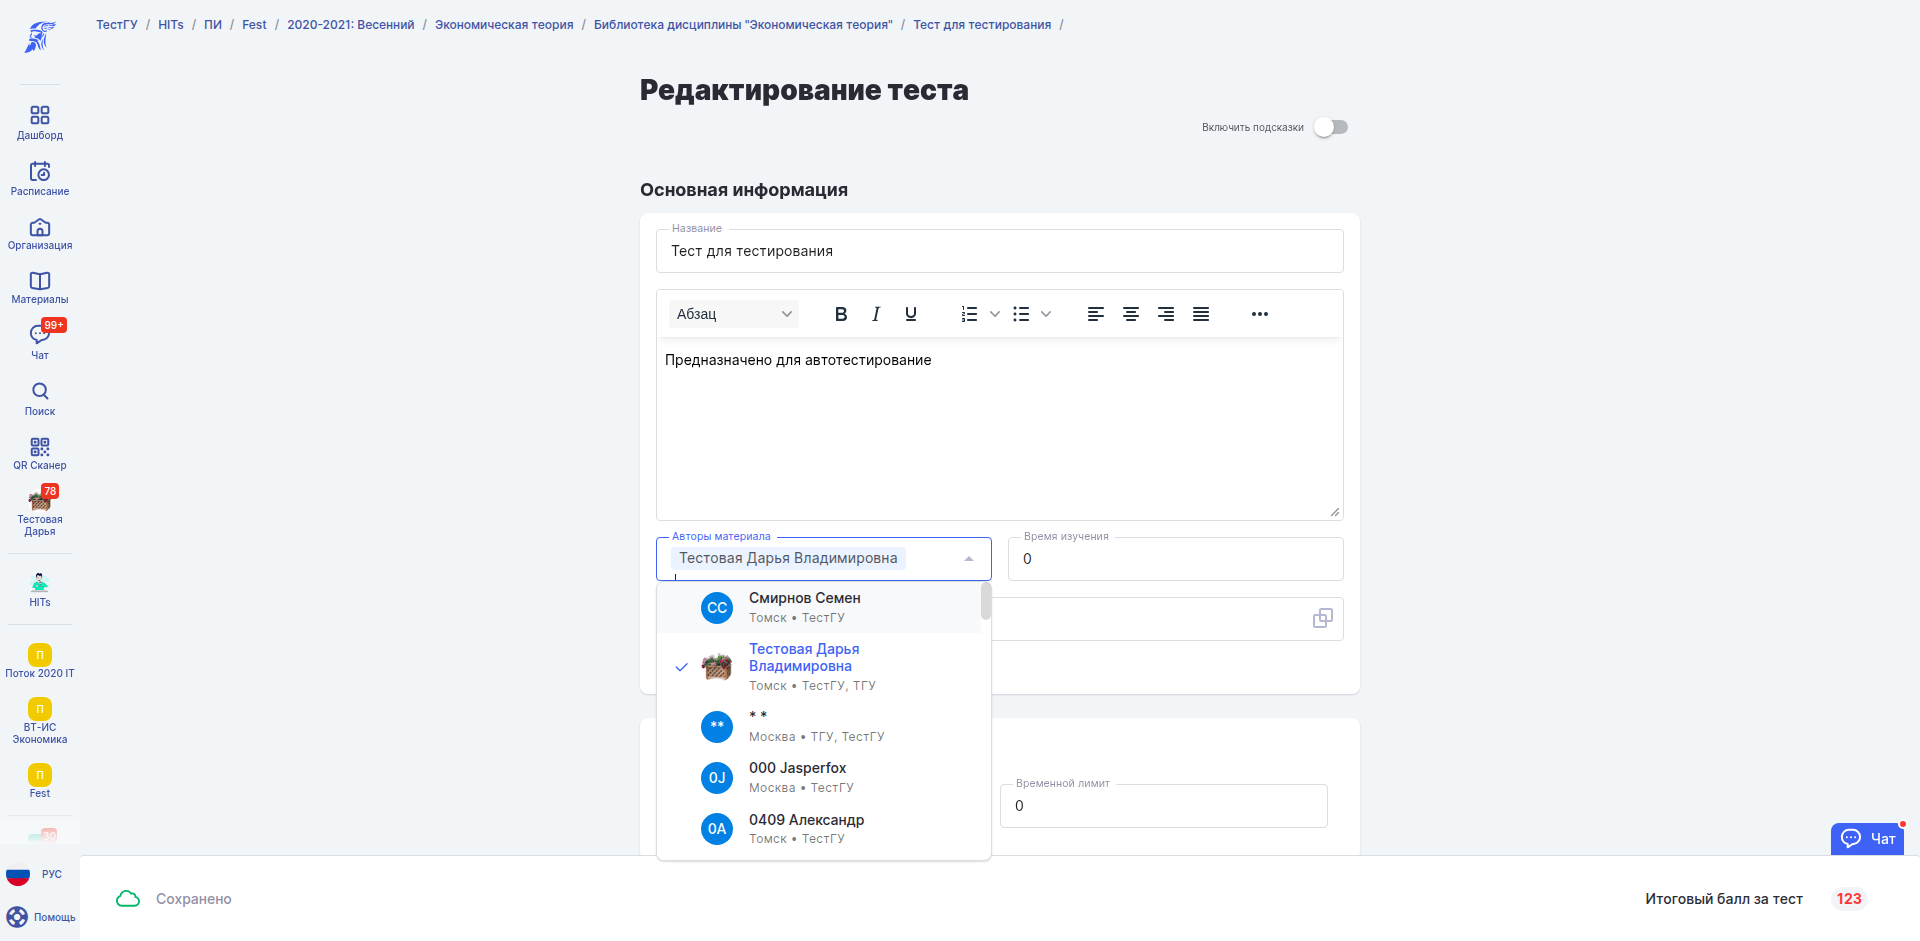 ТестГУ / HITs / ПИ / Fest / 2020-2021: Весенний / Экономическая теория / Библиотека дисциплины "Экономическая теория" / Тест для тестирования /
Дашборд
Расписание
Организация
Материалы
99+
Чат
Поиск
QR Сканер
78
Тестовая
Дарья
HITs
П
Поток 2020 IT
П
ВТ-ИС
Экономика
П
Fest
30
РУС
Помощь
Редактирование теста
Включить подсказки
Основная информация
Название
Тест для тестирования
Абзац
Предназначено для автотестирование
Авторы материала
Тестовая Дарья Владимировна
Время изучения
0
СС
Смирнов Семен
Томск • ТестГУ
Тестовая Дарья
Владимировна
Томск • ТестГУ, ТГУ
**
* *
Москва • ТГУ, ТестГУ
0J
000 Jasperfox
Москва • ТестГУ
0А
0409 Александр
Томск • ТестГУ
Временной лимит
0
Чат
Сохранено
Итоговый балл за тест
123